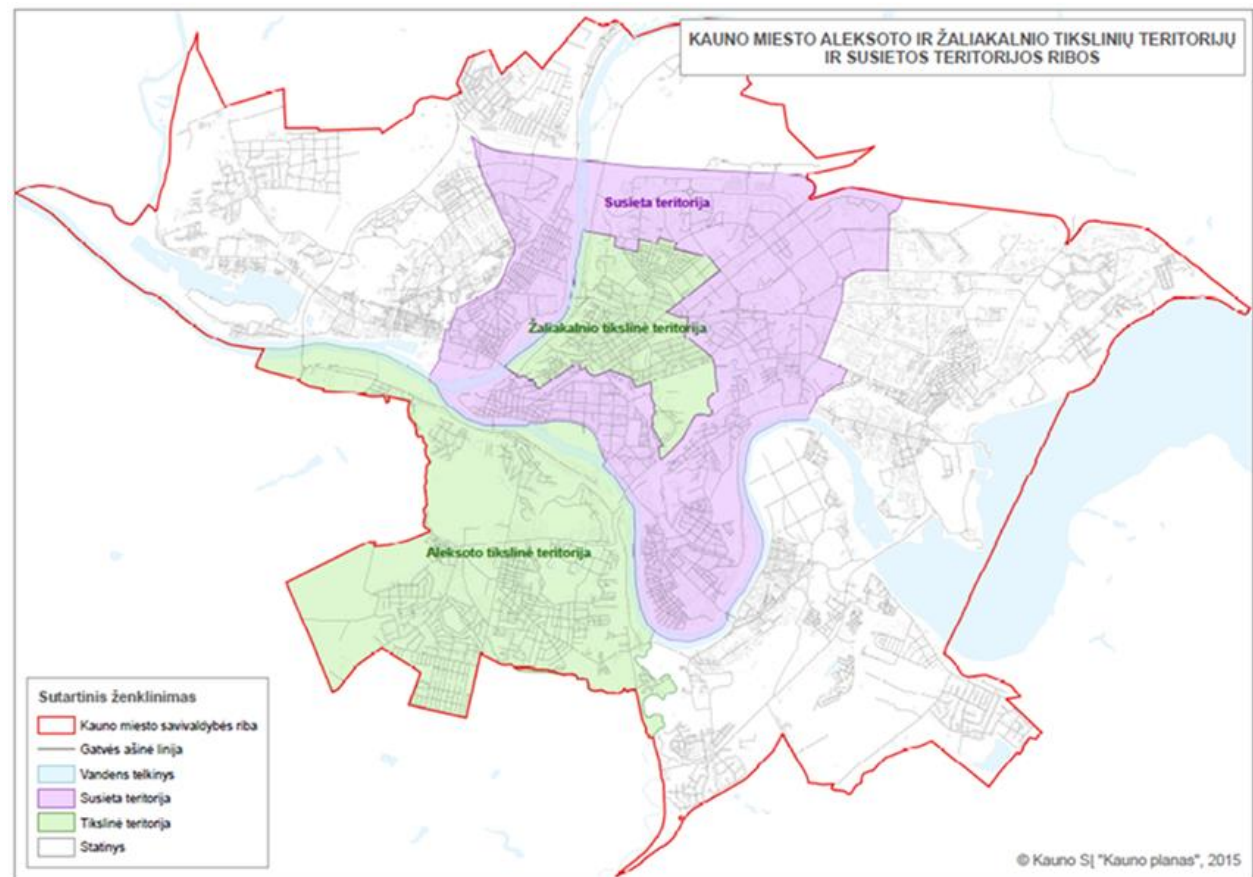 KAUNO MIESTO ALEKSOTO IR ŽALIAKALNIO TIKSLINIŲ TERITORIJŲ
IR SUSIETOS TERITORIJOS RIBOS
Susieta teritorija
Žaliakalnio tikslinė teritorija
Aleksoto tikslinė teritorija
Sutartinis ženklinimas
Kauno miesto savivaldybės riba
Gatvės ašinė linija
Vandens telkinys
Susieta teritorija
Tikslinė teritorija
Statinys
© Kauno SĮ "Kauno planas", 2015